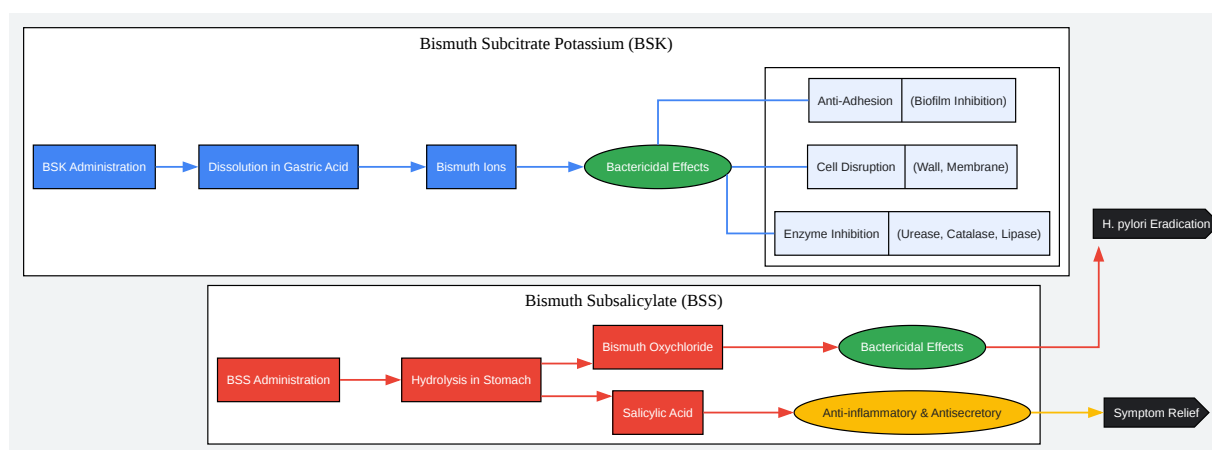 Bismuth Subcitrate Potassium (BSK)
BSK Administration
Dissolution in Gastric Acid
Bismuth Ions
Bactericidal Effects
Anti-Adhesion
(Biofilm Inhibition)
Cell Disruption
(Wall, Membrane)
Enzyme Inhibition
(Urease, Catalase, Lipase)
H. pylori Eradication
Bismuth Subsalicylate (BSS)
BSS Administration
Hydrolysis in Stomach
Bismuth Oxychloride
Bactericidal Effects
Salicylic Acid
Anti-inflammatory & Antisecretory
Symptom Relief